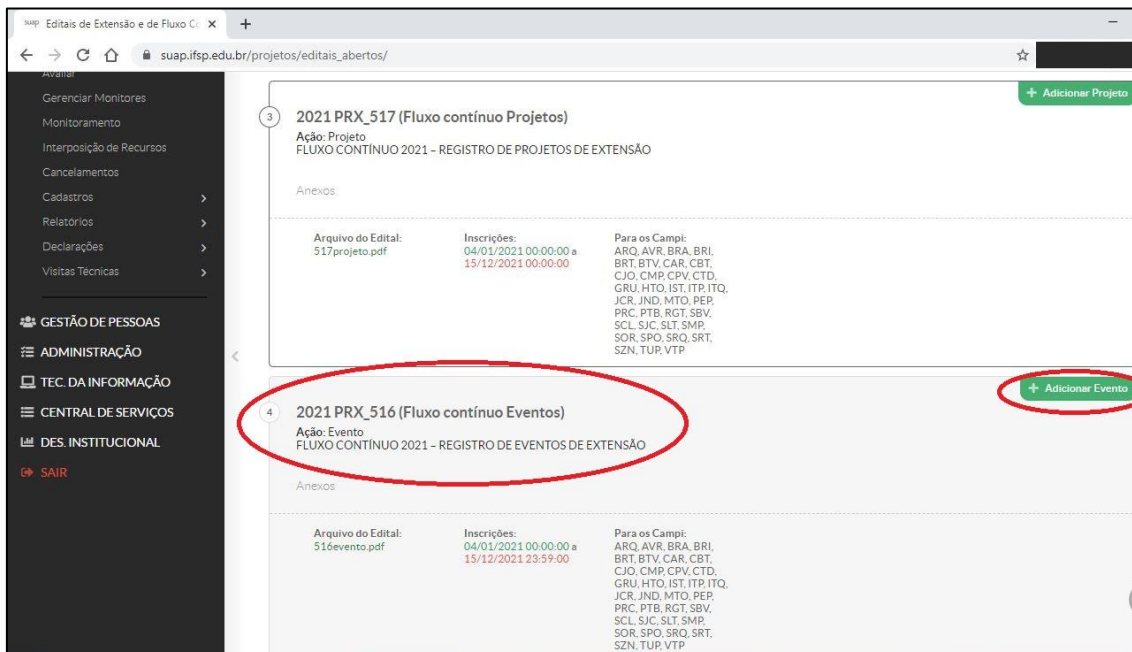 suap Editais de Extensão e de Fluxo Co
suap.ifsp.edu.br/projetos/editais_abertos/
Avaliar
Gerenciar Monitores
Monitoramento
Interposição de Recursos
Cancelamentos
Cadastros
Relatórios
Declarações
Visitas Técnicas
GESTÃO DE PESSOAS
ADMINISTRAÇÃO
TEC. DA INFORMAÇÃO
CENTRAL DE SERVIÇOS
DES. INSTITUCIONAL
SAIR
+ Adicionar Projeto
3
2021 PRX_517 (Fluxo contínuo Projetos)
Ação: Projeto
FLUXO CONTÍNUO 2021 – REGISTRO DE PROJETOS DE EXTENSÃO
Anexos
Arquivo do Edital:
517projeto.pdf
Inscrições:
04/01/2021 00:00:00 a
15/12/2021 00:00:00
Para os Campi:
ARQ, AVR, BRA, BRI,
BRT, BTV, CAR, CBT,
CJO, CMP, CPV, CTD,
GRU, HTO, IST, ITP, ITQ,
JCR, JND, MTO, PEP,
PRC, PTB, RGT, SBV,
SCL, SJC, SLT, SMP,
SOR, SPO, SRQ, SRT,
SZN, TUP, VTP
+ Adicionar Evento
4
2021 PRX_516 (Fluxo contínuo Eventos)
Ação: Evento
FLUXO CONTÍNUO 2021 – REGISTRO DE EVENTOS DE EXTENSÃO
Anexos
Arquivo do Edital:
516evento.pdf
Inscrições:
04/01/2021 00:00:00 a
15/12/2021 23:59:00
Para os Campi:
ARQ, AVR, BRA, BRI,
BRT, BTV, CAR, CBT,
CJO, CMP, CPV, CTD,
GRU, HTO, IST, ITP, ITQ,
JCR, JND, MTO, PEP,
PRC, PTB, RGT, SBV,
SCL, SJC, SLT, SMP,
SOR, SPO, SRQ, SRT,
SZN, TUP, VTP